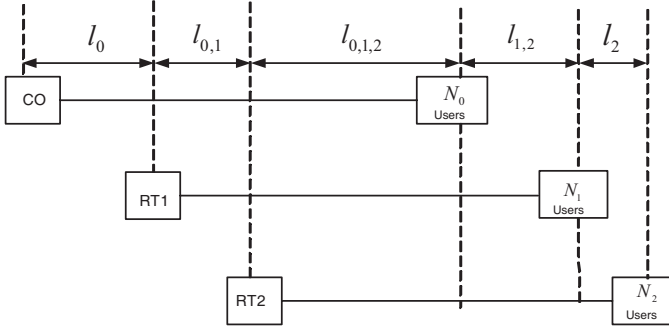 l₀ l₀,₁ l₀,₁,₂ l₁,₂ l₂
CO N₀
Users
RT1 N₁
Users
RT2 N₂
Users